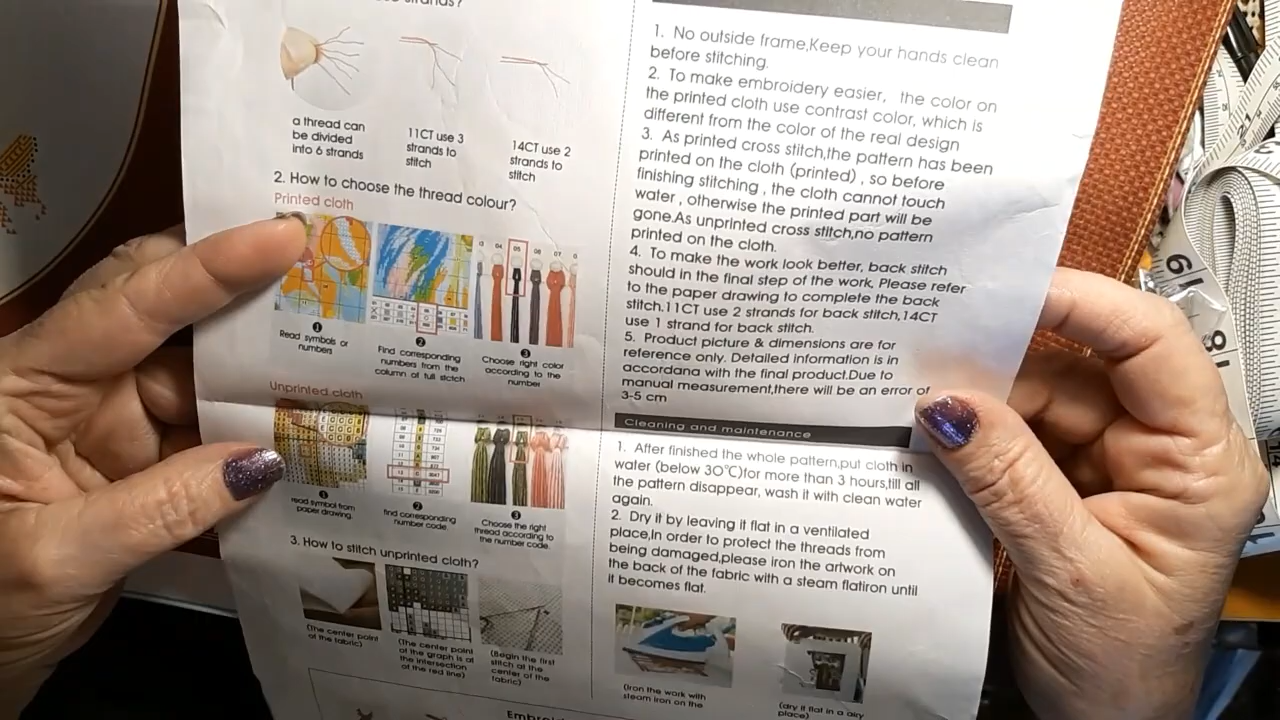 strands?
a thread can
be divided
into 6 strands
11CT use 3
strands to
stitch
14CT use 2
strands to
stitch
2. How to choose the thread colour?
Printed cloth
04
05
06
07
1
Read symbols or
numbers
2
Find corresponding
numbers from the
column of full stctch
3
Choose right color
according to the
number
Unprinted cloth
1
read symbol from
paper drawing.
2
find corresponding
number code.
3
Choose the right
thread according to
the number code.
3. How to stitch unprinted cloth?
(The center point
of the fabric)
(The center point
of the graph is at
the intersection
of the red line)
(Begin the first
stitch at the
center of the
fabric)
1. No outside frame,Keep your hands clean
before stitching.
2. To make embroidery easier, the color on
the printed cloth use contrast color, which is
different from the color of the real design
3. As printed cross stitch,the pattern has been
printed on the cloth (printed) , so before
finishing stitching , the cloth cannot touch
water , otherwise the printed part will be
gone.As unprinted cross stitch,no pattern
printed on the cloth.
4. To make the work look better, back stitch
should in the final step of the work, Please refer
to the paper drawing to complete the back
stitch.11CT use 2 strands for back stitch,14CT
use 1 strand for back stitch.
5. Product picture & dimensions are for
reference only. Detailed information is in
accordana with the final product.Due to
manual measurement,there will be an error of
3-5 cm
Cleaning and maintenance
1. After finished the whole pattern,put cloth in
water (below 30℃)for more than 3 hours,till all
the pattern disappear, wash it with clean water
again.
2. Dry it by leaving it flat in a ventilated
place,In order to protect the threads from
being damaged,please iron the artwork on
the back of the fabric with a steam flatiron until
it becomes flat.
(Iron the work with
steam iron on the
(dry it flat in a airy
place)